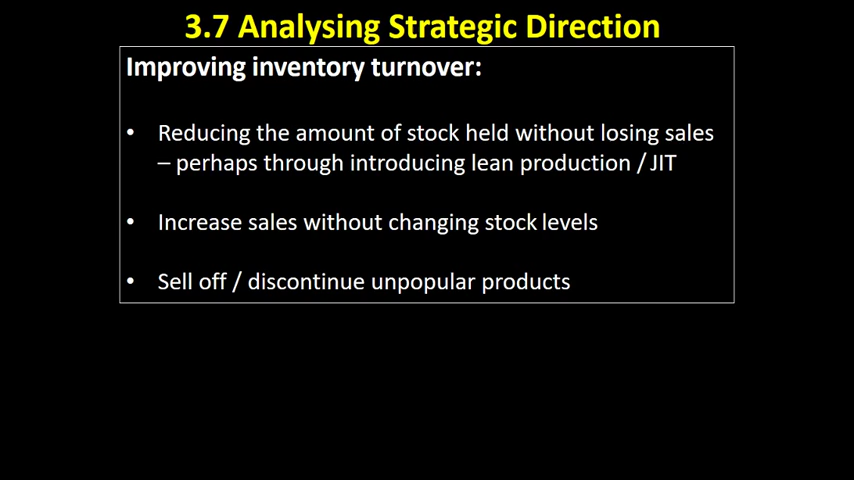 3.7 Analysing Strategic Direction
Improving inventory turnover:
• Reducing the amount of stock held without losing sales
– perhaps through introducing lean production / JIT
• Increase sales without changing stock levels
• Sell off / discontinue unpopular products